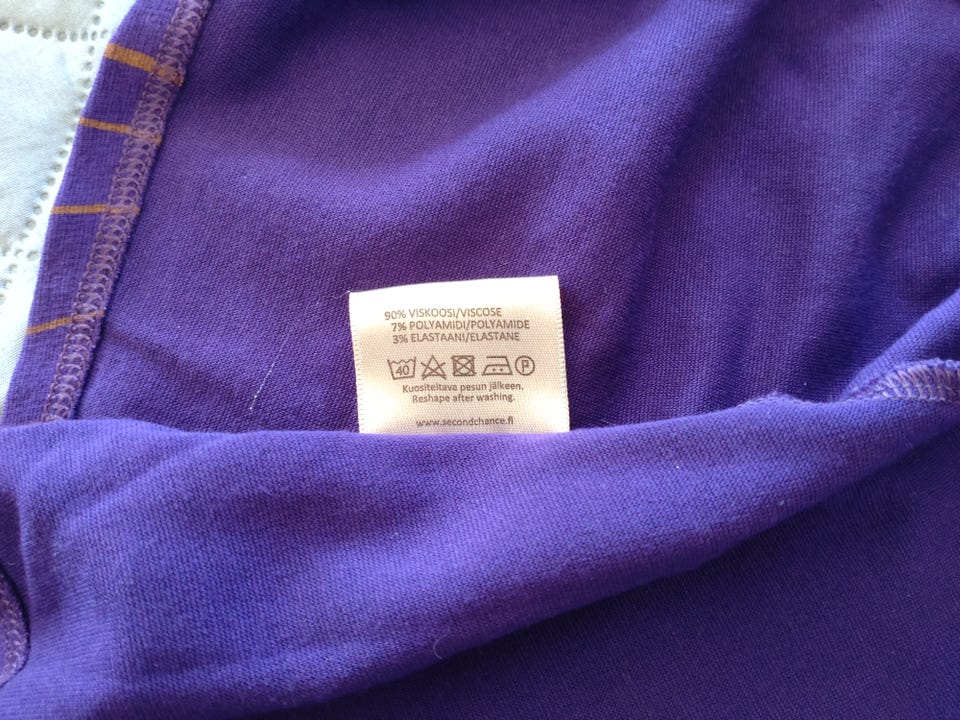 90% VISKOOSI/VISCOSE
7% POLYAMIDI/POLYAMIDE
3% ELASTAANI/ELASTANE
40 P
Kuositeltava pesun jälkeen.
Reshape after washing.
www.secondchance.fi